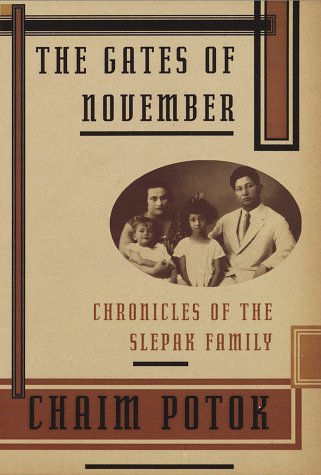 THE GATES OF
NOVEMBER
CHRONICLES OF THE
SLEPAK FAMILY
CHAIM POTOK